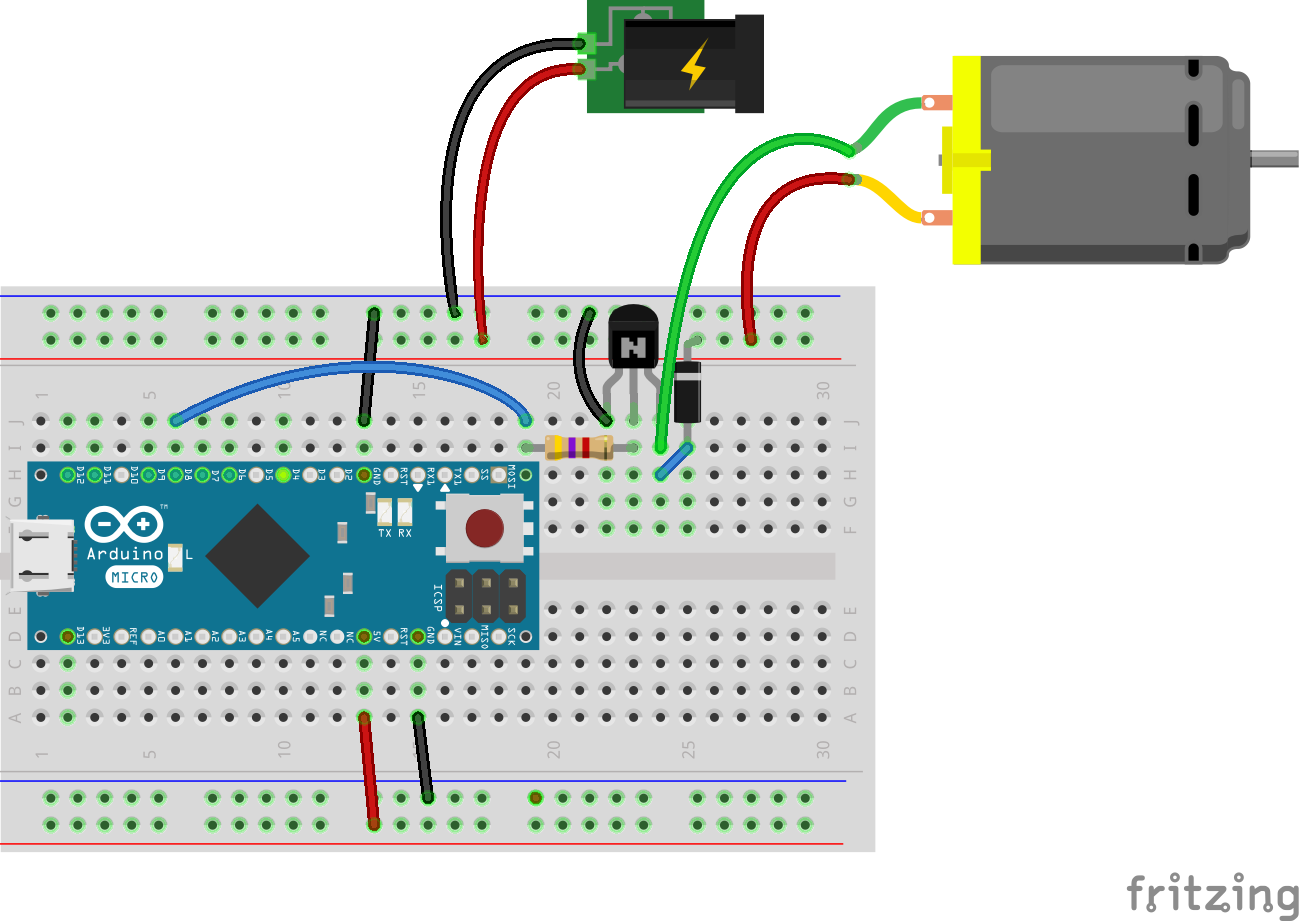 1 5 10 15 20 25 30
J J
I I
H H
G G
F F
D12 D11 D10 D9 D8 D7 D6 D5 D4 D3 D2 GND RST RX1 TX1 SS MOSI
TM
Arduino
MICRO
L
TX RX
N
ICSP
E E
D D
D13 3V3 REF A0 A1 A2 A3 A4 A5 NC NC 5V RST GND VIN MISO SCK
C C
B B
A A
1 5 10 20 25 30
fritzing